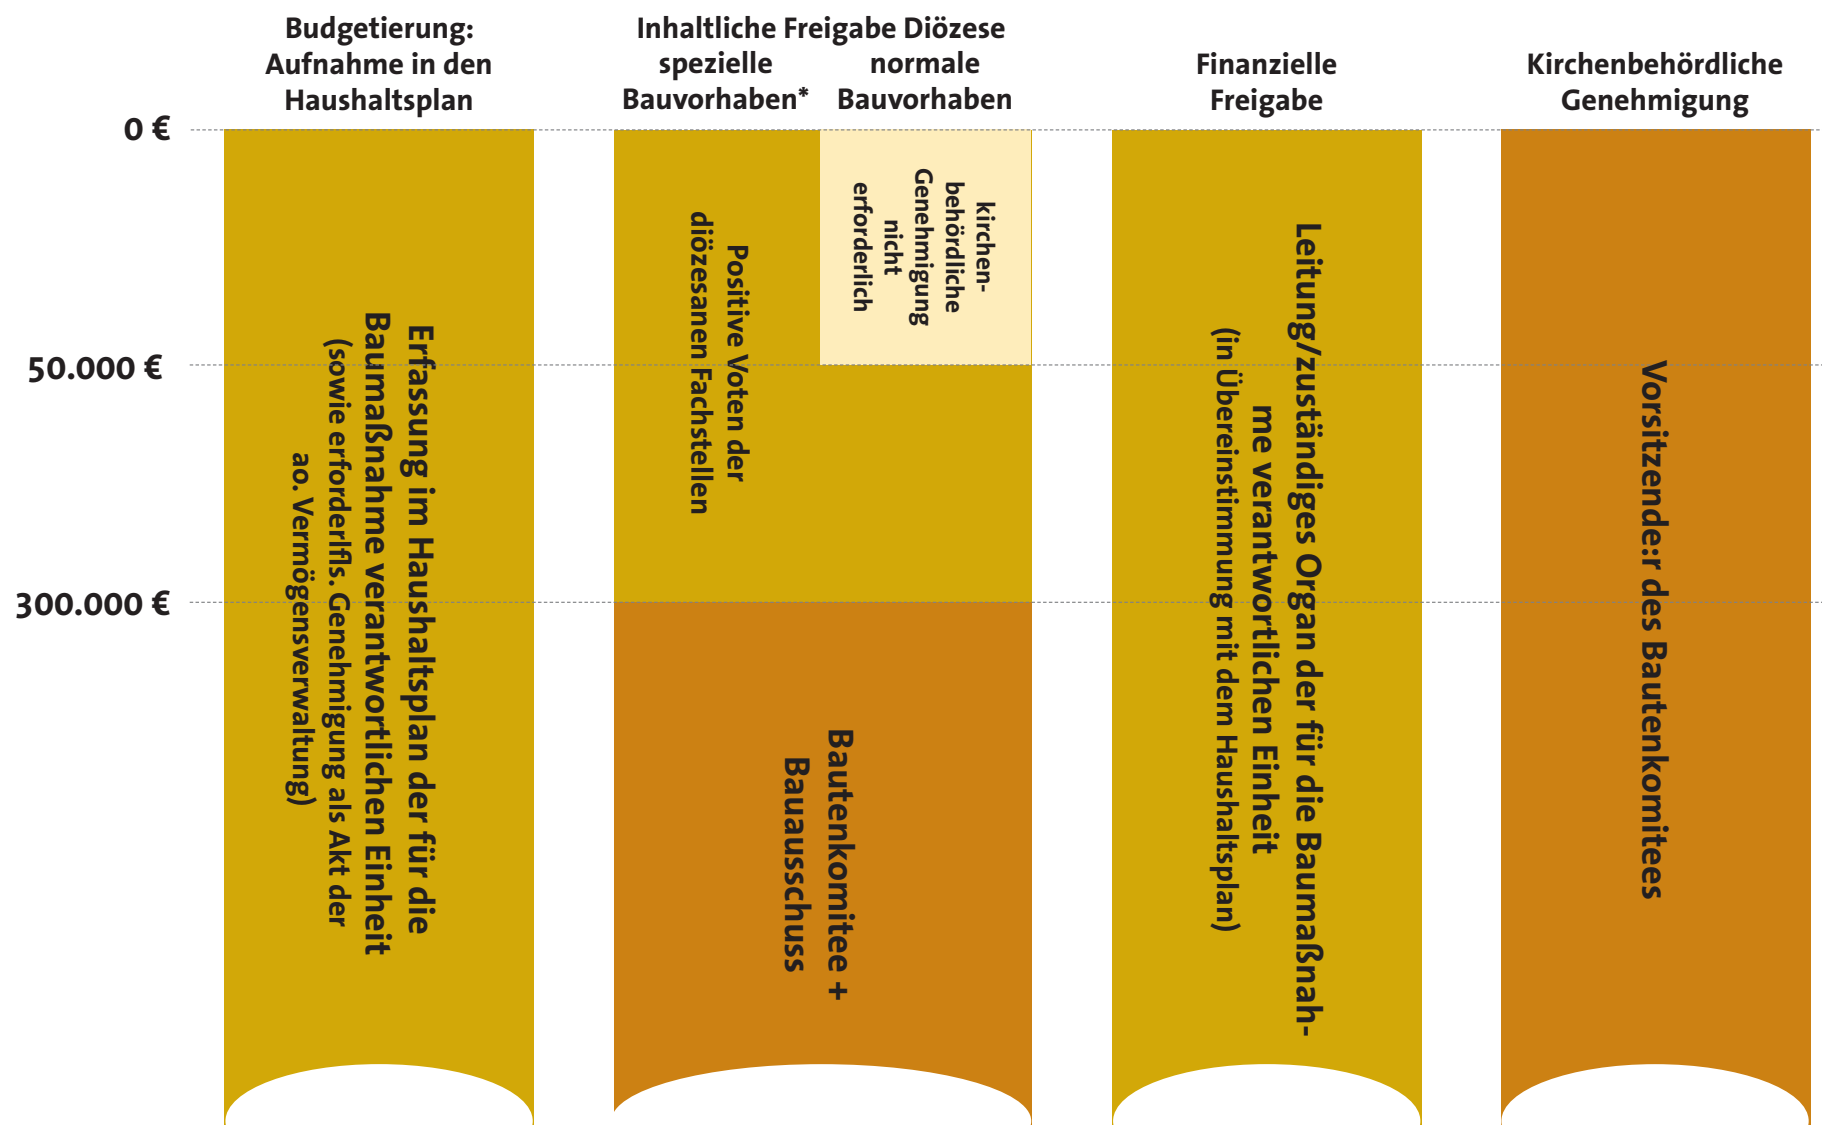 Budgetierung:
Aufnahme in den
Haushaltsplan
Inhaltliche Freigabe Diözese
spezielle
Bauvorhaben*
normale
Bauvorhaben
Finanzielle
Freigabe
Kirchenbehördliche
Genehmigung
0 €
50.000 €
300.000 €
Erfassung im Haushaltsplan der für die
Baumaßnahme verantwortlichen Einheit
(sowie erforderlfls. Genehmigung als Akt der
ao. Vermögensverwaltung)
Positive Voten der
diözesanen Fachstellen
kirchen-
behördliche
Genehmigung
nicht
erforderlich
Bautenkomitee +
Bauausschuss
Leitung/zuständiges Organ der für die Baumaßnah-
me verantwortlichen Einheit
(in Übereinstimmung mit dem Haushaltsplan)
Vorsitzende:r des Bautenkomitees